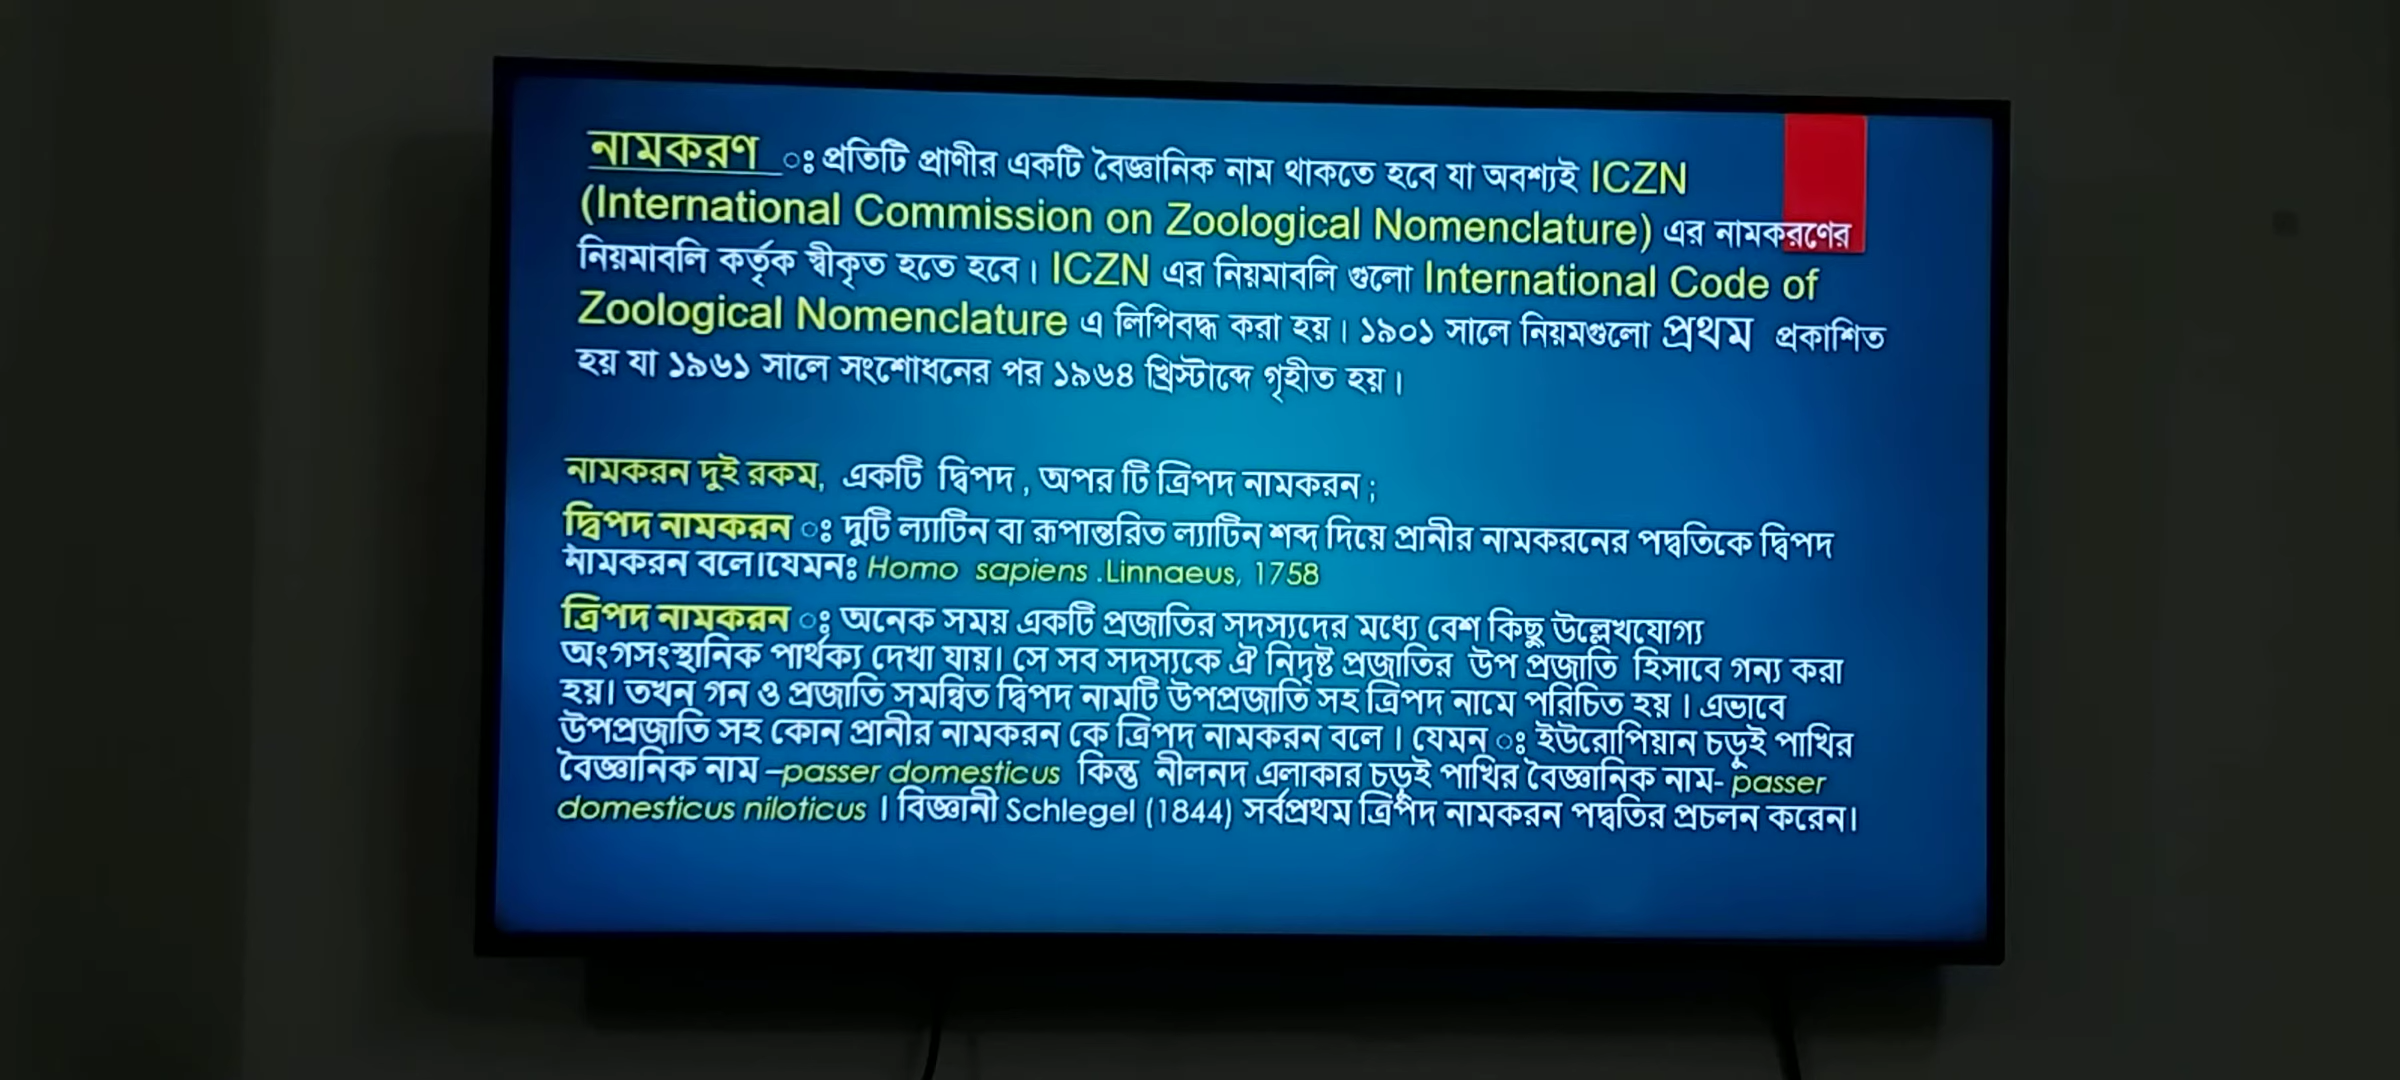 নামকরণ ঃ প্রতিটি প্রাণীর একটি বৈজ্ঞানিক নাম থাকতে হবে যা অবশ্যই ICZN
(International Commission on Zoological Nomenclature) এর নামকরণের
নিয়মাবলি কর্তৃক স্বীকৃত হতে হবে। ICZN এর নিয়মাবলি গুলো International Code of
Zoological Nomenclature এ লিপিবদ্ধ করা হয়। ১৯০১ সালে নিয়মগুলো প্রথম প্রকাশিত
হয় যা ১৯৬১ সালে সংশোধনের পর ১৯৬৪ খ্রিস্টাব্দে গৃহীত হয়।
নামকরন দুই রকম, একটি দ্বিপদ , অপর টি ত্রিপদ নামকরন ;
দ্বিপদ নামকরন ঃ দুটি ল্যাটিন বা রূপান্তরিত ল্যাটিন শব্দ দিয়ে প্রানীর নামকরনের পদ্বতিকে দ্বিপদ
নামকরন বলে।যেমনঃ Homo sapiens .Linnaeus, 1758
ত্রিপদ নামকরন ঃ অনেক সময় একটি প্রজাতির সদস্যদের মধ্যে বেশ কিছু উল্লেখযোগ্য
অংগসংস্থানিক পার্থক্য দেখা যায়। সে সব সদস্যকে ঐ নিদৃষ্ট প্রজাতির উপ প্রজাতি হিসাবে গন্য করা
হয়। তখন গন ও প্রজাতি সমন্বিত দ্বিপদ নামটি উপপ্রজাতি সহ ত্রিপদ নামে পরিচিত হয় । এভাবে
উপপ্রজাতি সহ কোন প্রানীর নামকরন কে ত্রিপদ নামকরন বলে । যেমন ঃ ইউরোপিয়ান চড়ুই পাখির
বৈজ্ঞানিক নাম –passer domesticus কিন্তু নীলনদ এলাকার চড়ুই পাখির বৈজ্ঞানিক নাম- passer
domesticus niloticus । বিজ্ঞানী Schlegel (1844) সর্বপ্রথম ত্রিপদ নামকরন পদ্বতির প্রচলন করেন।